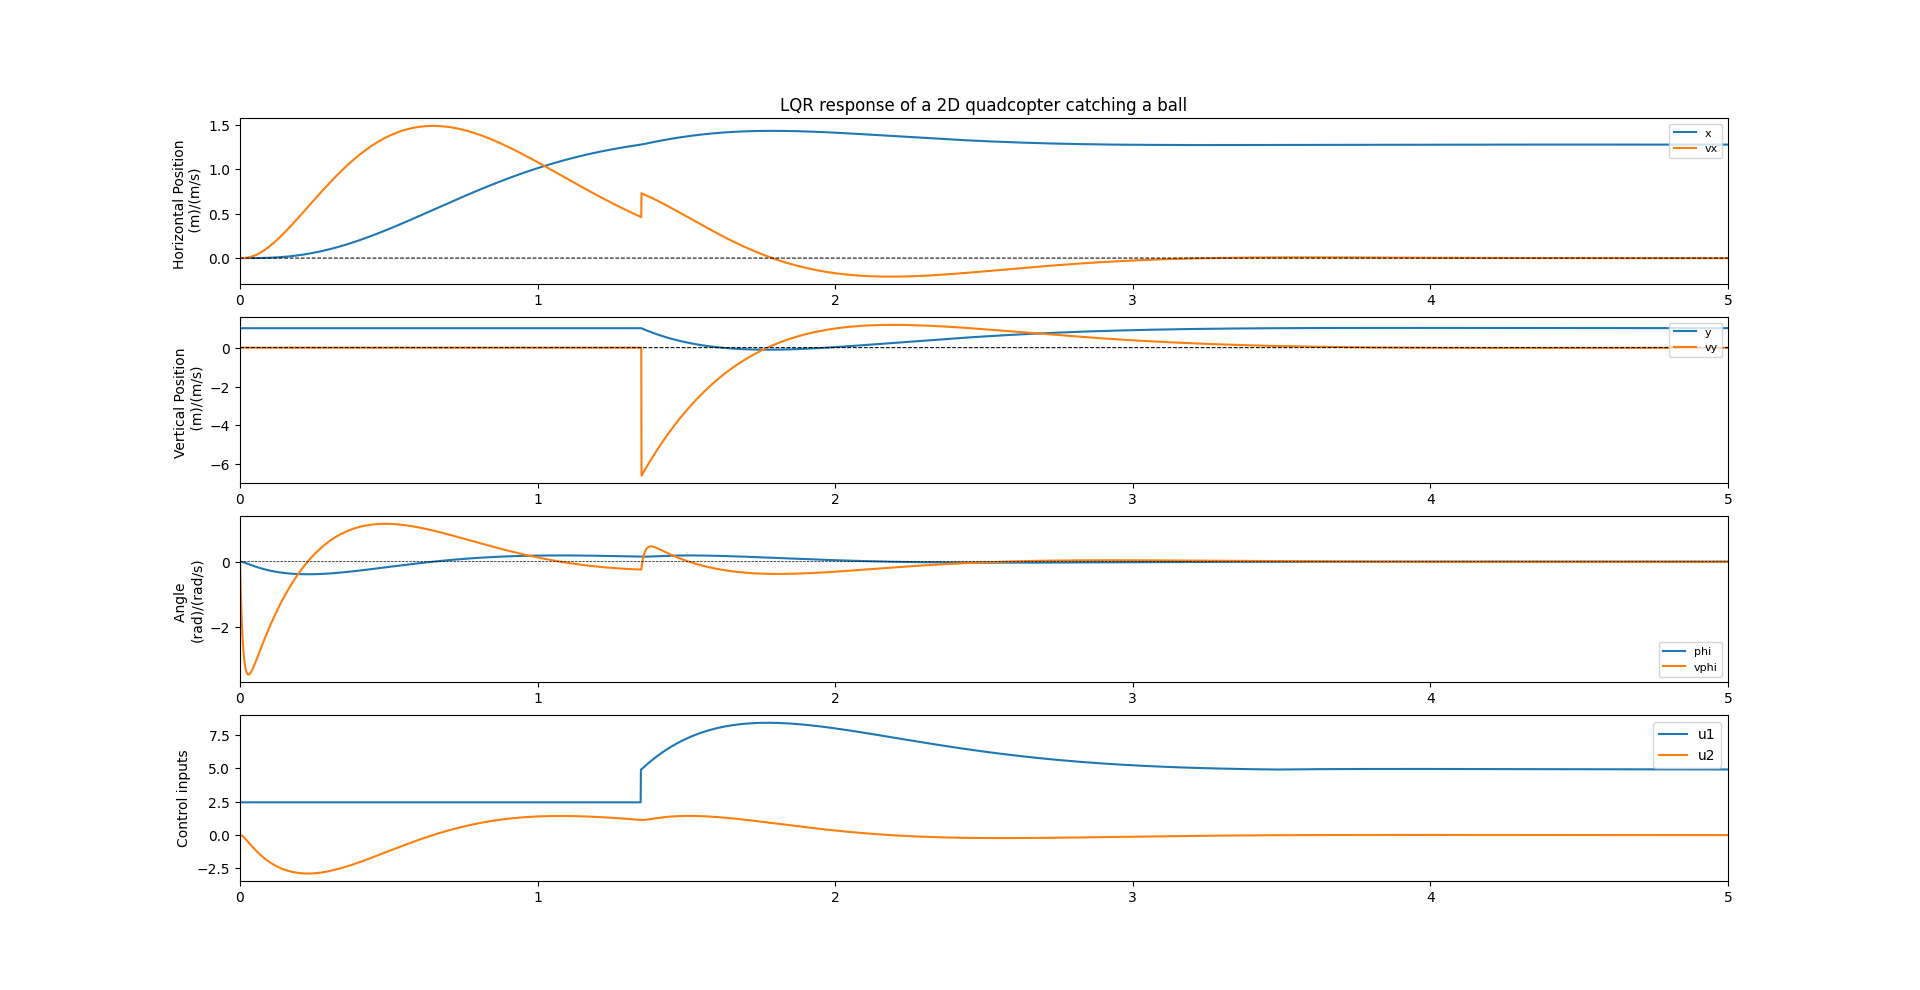 LQR response of a 2D quadcopter catching a ball
Horizontal Position
(m)/(m/s)
1.5
1.0
0.5
0.0
x
vx
0 1 2 3 4 5
Vertical Position
(m)/(m/s)
0
−2
−4
−6
y
vy
0 1 2 3 4 5
Angle
(rad)/(rad/s)
0
−2
phi
vphi
0 1 2 3 4 5
Control inputs
7.5
5.0
2.5
0.0
−2.5
u1
u2
0 1 2 3 4 5